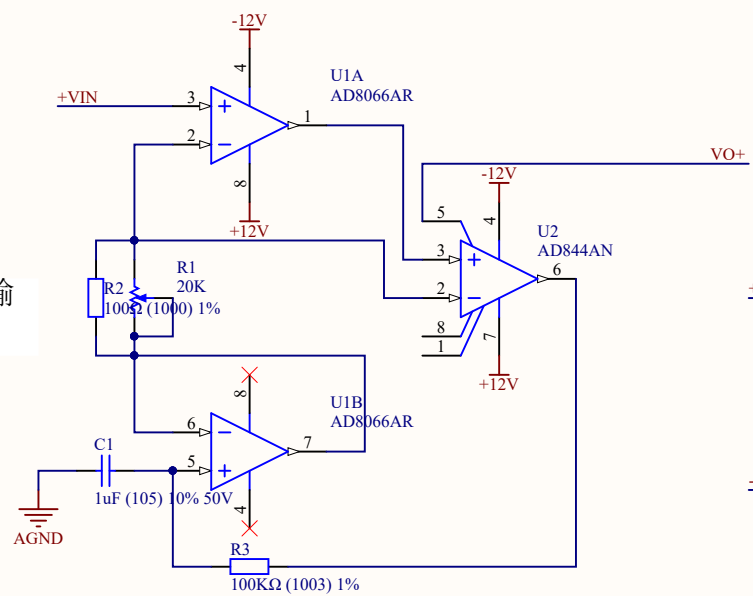 -12V
4
U1A
AD8066AR
+VIN
3
1
2
8
+12V
VO+
-12V
5
4
U2
AD844AN
3
6
2
输
R1
20K
R2
100Ω (1000) 1%
8
1
7
+12V
8
U1B
AD8066AR
6
7
C1
5
1uF (105) 10% 50V
4
AGND
R3
100KΩ (1003) 1%